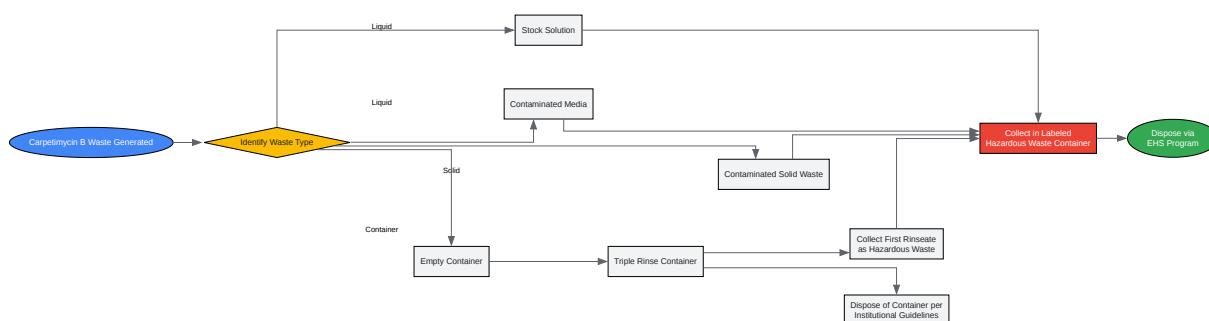 Liquid
Stock Solution
Liquid
Contaminated Media
Carpetimycin B Waste Generated
Identify Waste Type
Collect in Labeled
Hazardous Waste Container
Dispose via
EHS Program
Solid
Contaminated Solid Waste
Container
Empty Container
Triple Rinse Container
Collect First Rinseate
as Hazardous Waste
Dispose of Container per
Institutional Guidelines